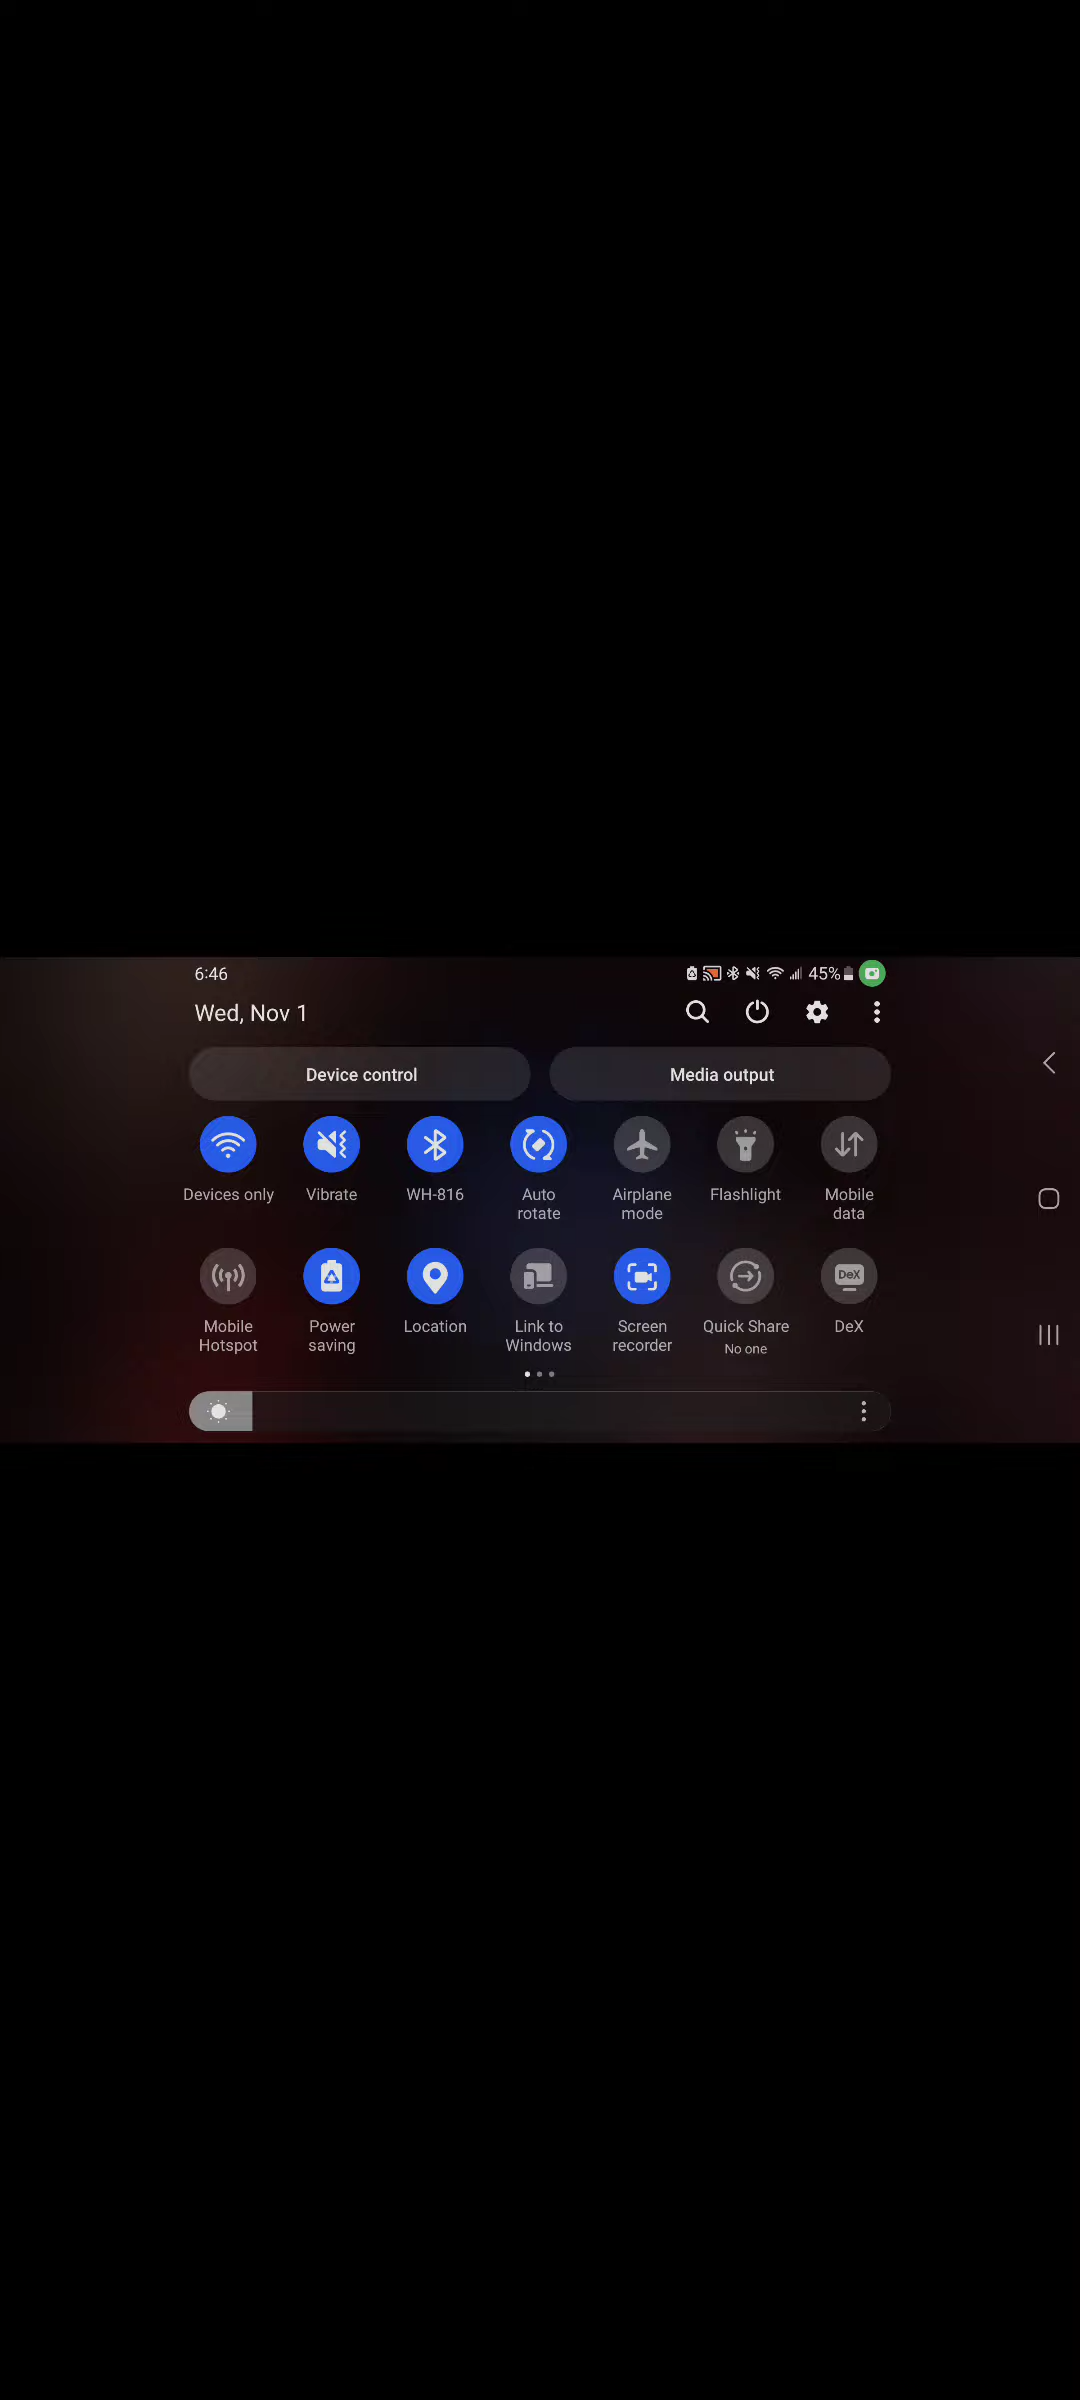 6:46 45%
Wed, Nov 1
Device control Media output
Devices only Vibrate WH-816 Auto rotate Airplane mode Flashlight Mobile data
Mobile Hotspot Power saving Location Link to Windows Screen recorder Quick Share No one DeX DeX